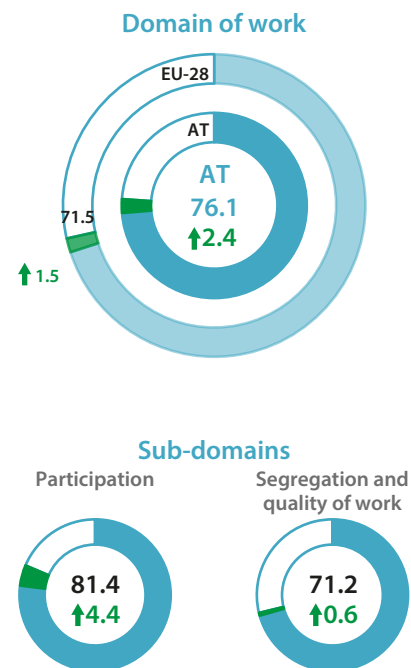 Domain of work
EU-28
AT
AT
76.1
2.4
71.5
1.5
Sub-domains
Participation
Segregation and
quality of work
81.4
4.4
71.2
0.6